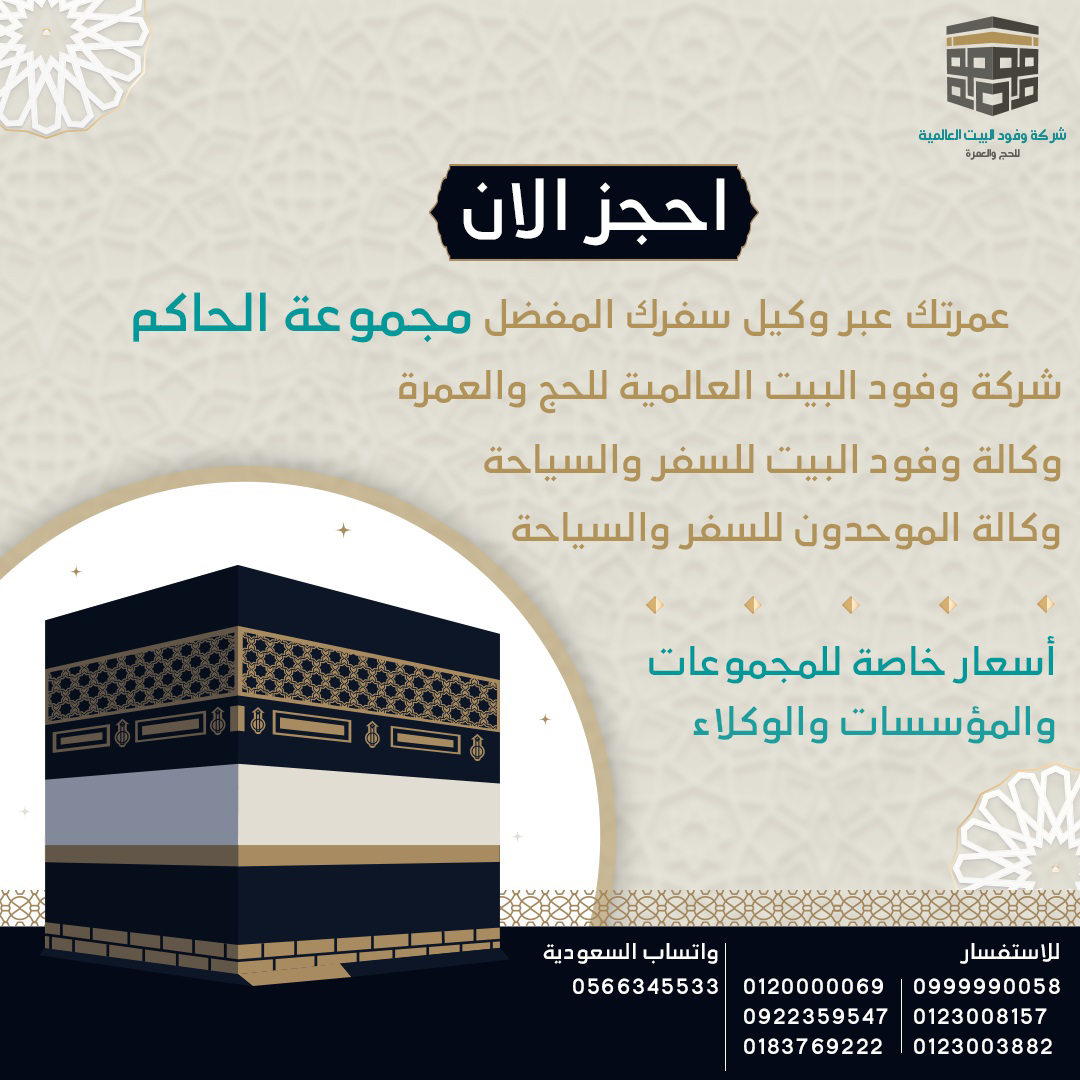 شركة وفود البيت العالمية
للحج والعمرة
احجز الان
عمرتك عبر وكيل سفرك المفضل مجموعة الحاكم
شركة وفود البيت العالمية للحج والعمرة
وكالة وفود البيت للسفر والسياحة
وكالة الموحدون للسفر والسياحة
أسعار خاصة للمجموعات
والمؤسسات والوكلاء
للاستفسار
0999990058
0123008157
0123003882
0120000069
0922359547
0183769222
واتساب السعودية
0566345533